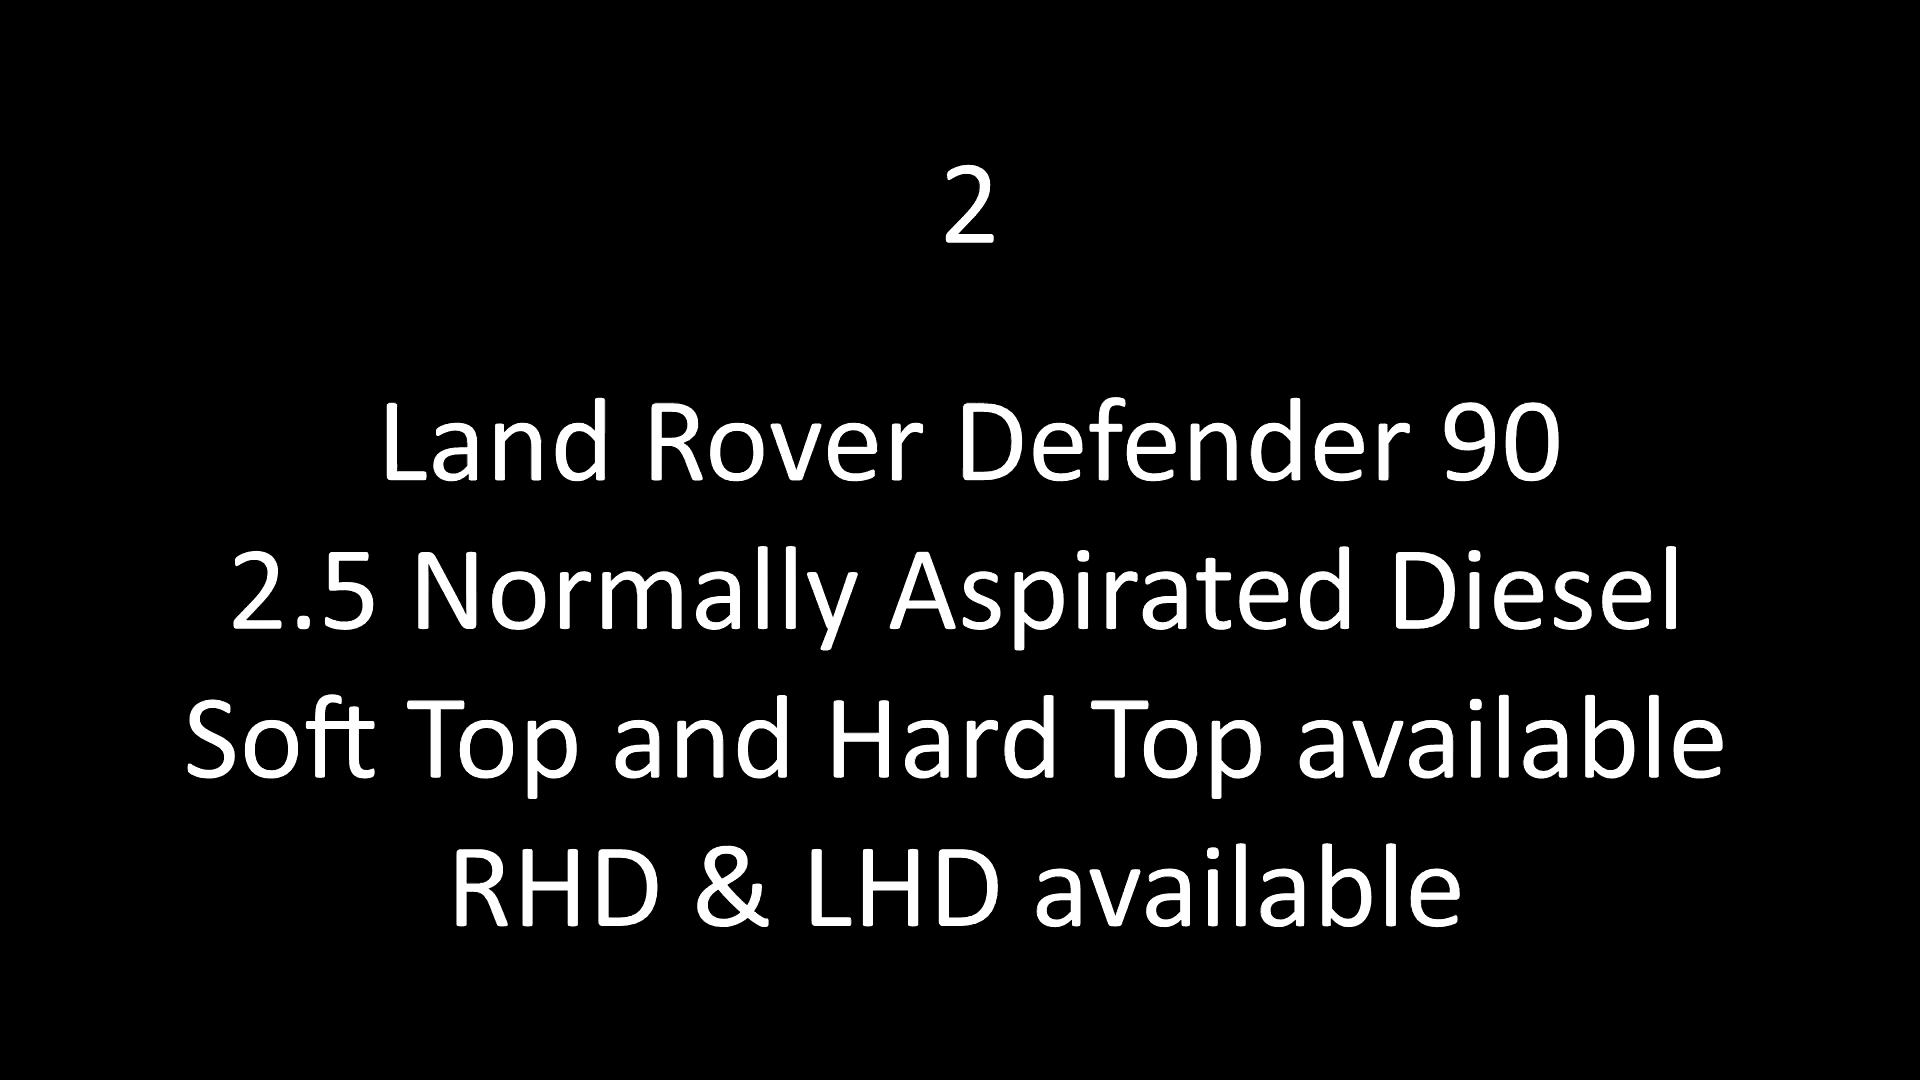 2
Land Rover Defender 90
2.5 Normally Aspirated Diesel
Soft Top and Hard Top available
RHD & LHD available